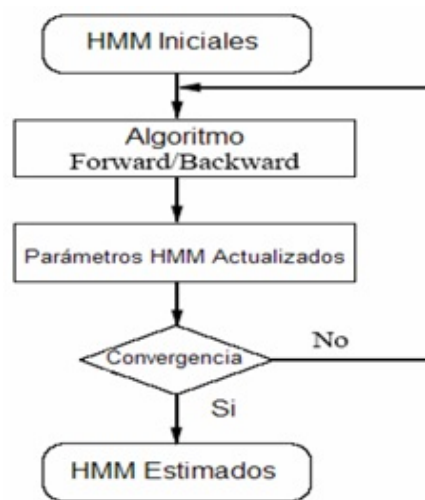 HMM Iniciales
Algoritmo
Forward/Backward
Parámetros HMM Actualizados
Convergencia
No
Si
HMM Estimados